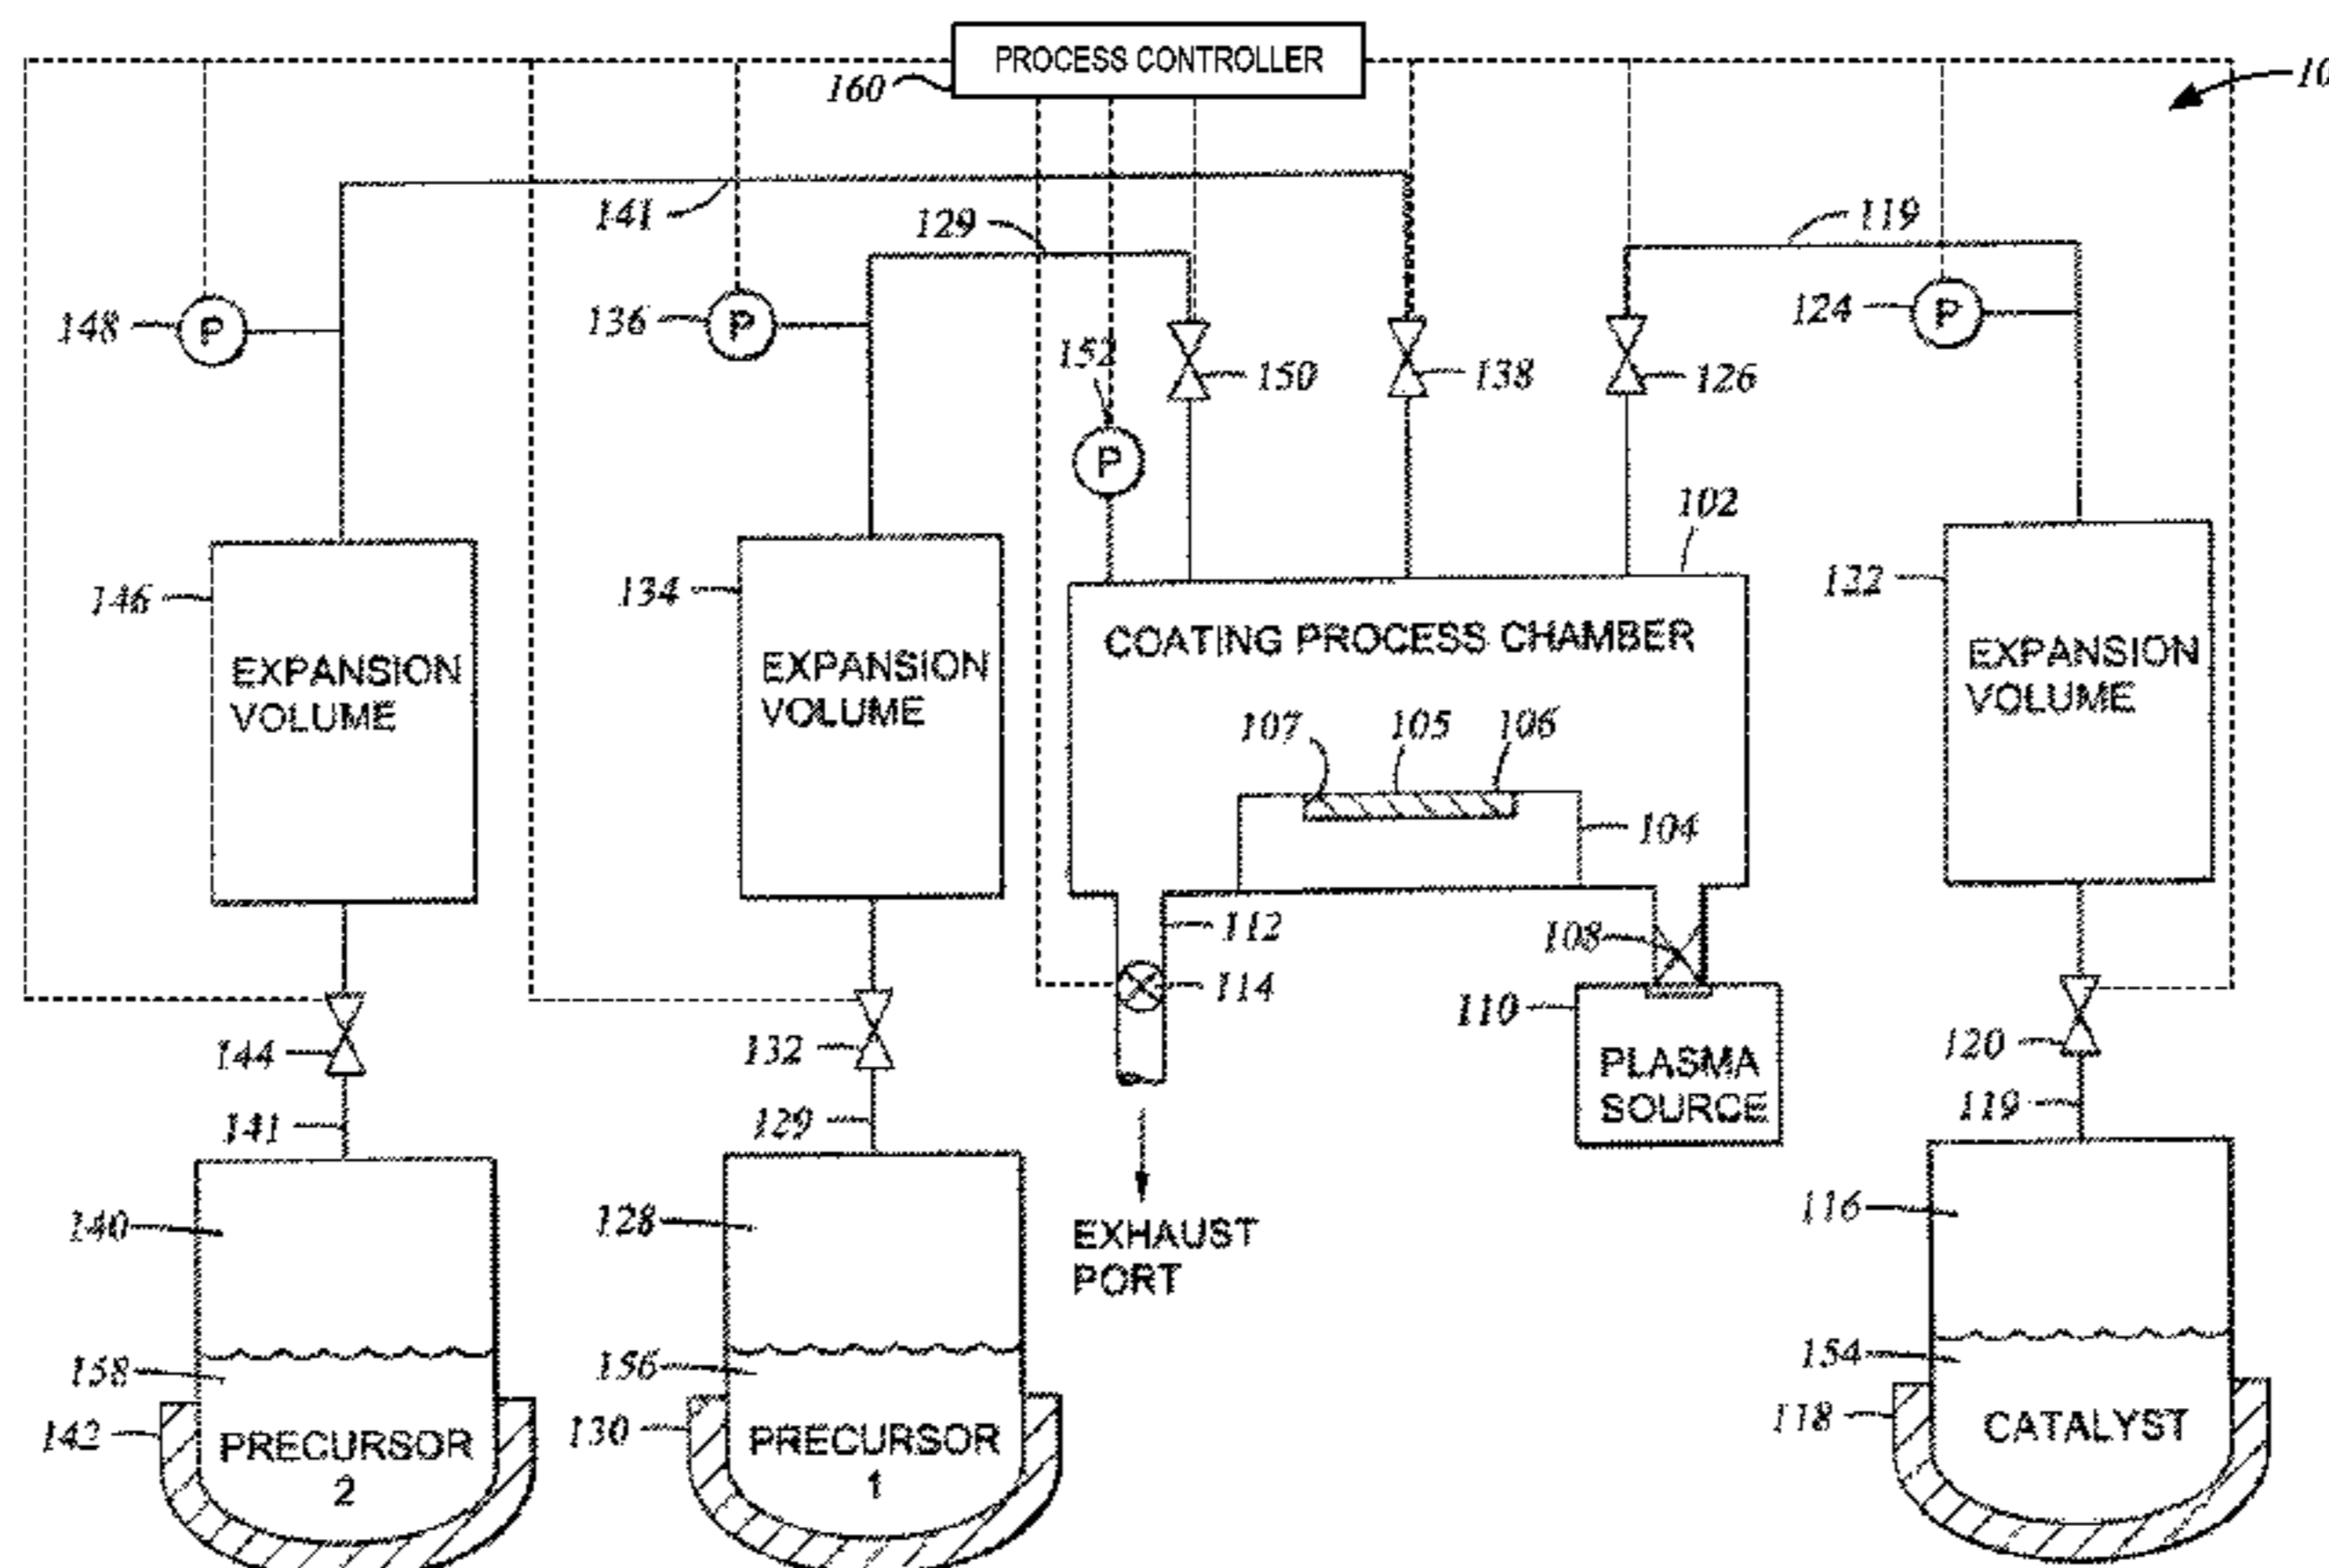 PROCESS CONTROLLER
160
10
141
129
119
148
P
136
P
152
150
138
126
124
P
P
102
146
134
122
EXPANSION
VOLUME
EXPANSION
VOLUME
COATING PROCESS CHAMBER
EXPANSION
VOLUME
107
105
106
104
112
108
114
110
144
132
120
PLASMA
SOURCE
141
129
119
140
128
EXHAUST
PORT
116
158
156
154
142
130
118
PRECURSOR
2
PRECURSOR
1
CATALYST